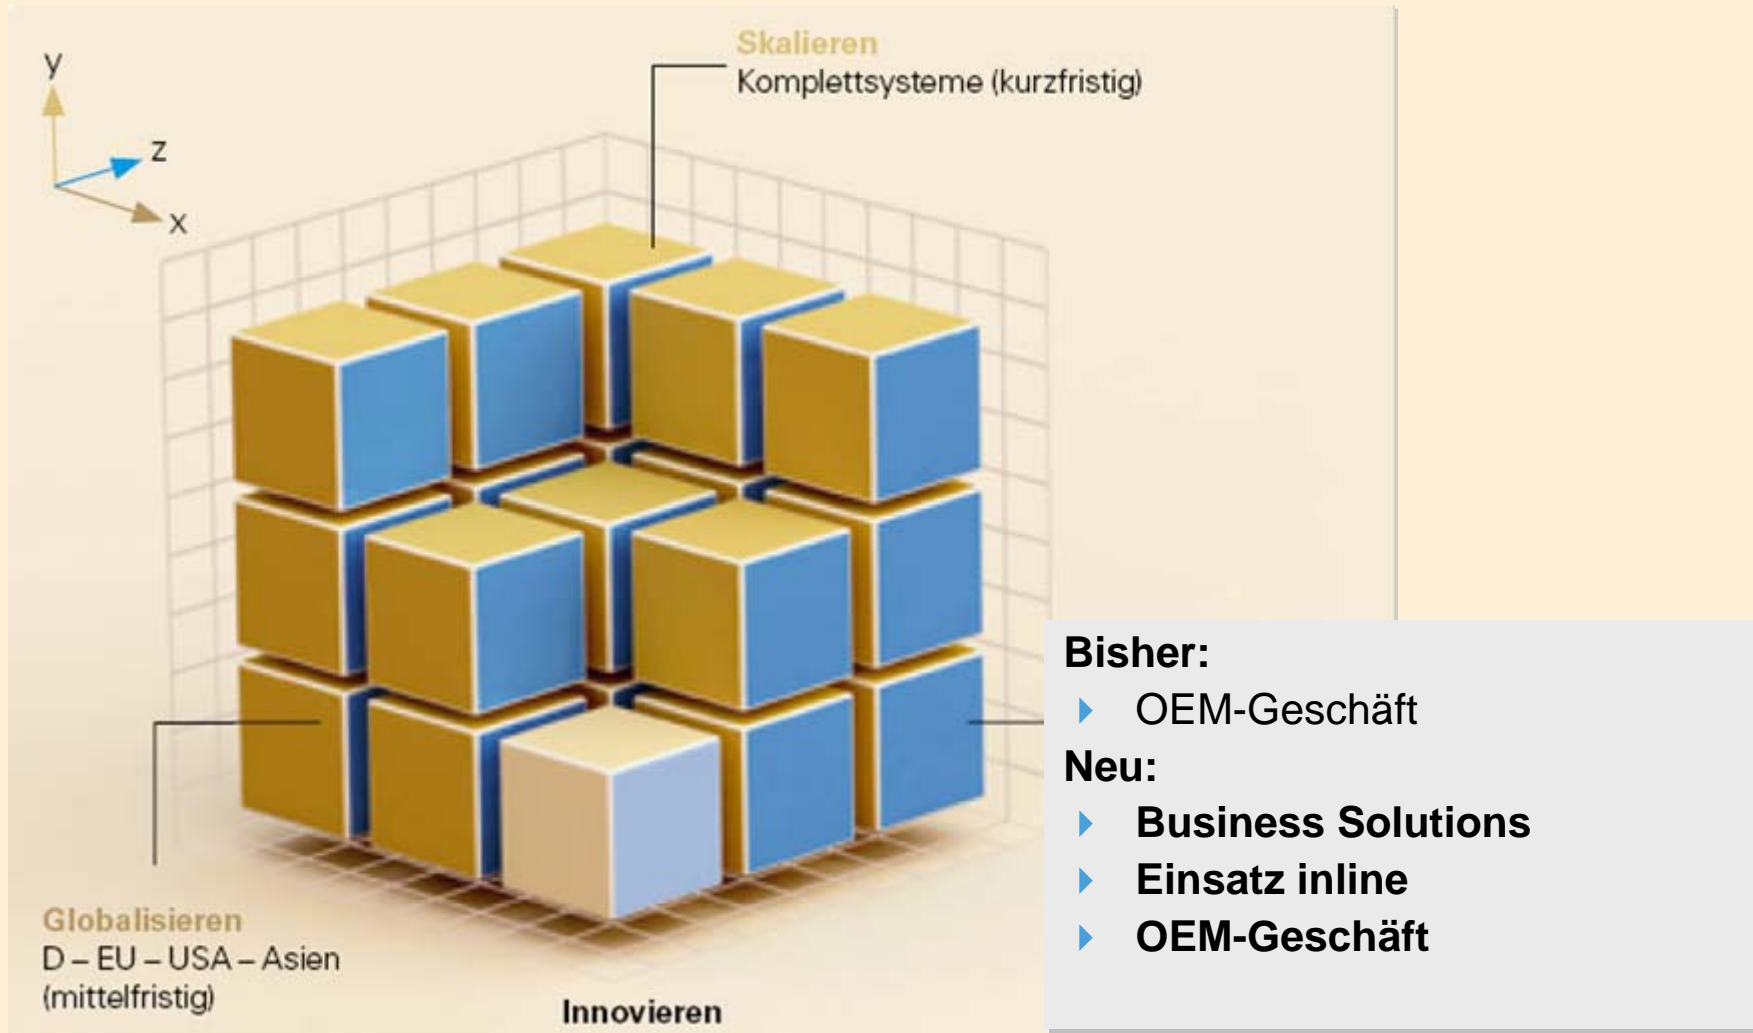 Skalieren
Komplettsysteme (kurzfristig)
y
z
x
Bisher:
OEM-Geschäft
Neu:
Business Solutions
Einsatz inline
OEM-Geschäft
Globalisieren
D – EU – USA – Asien
(mittelfristig)
Innovieren